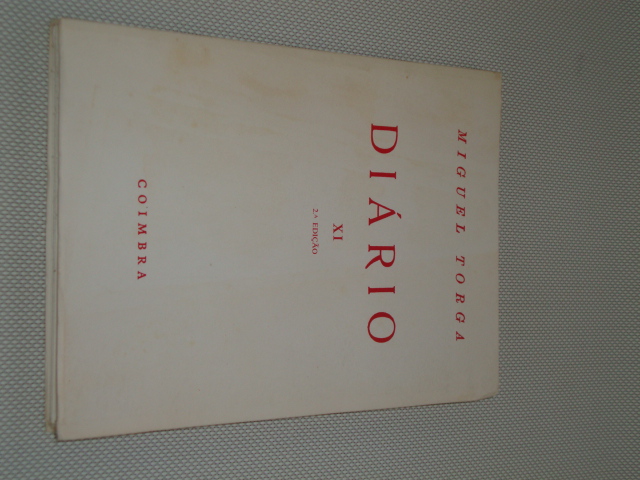 MIGUEL TORGA
DIÁRIO
XI
2.ª EDIÇÃO
COIMBRA